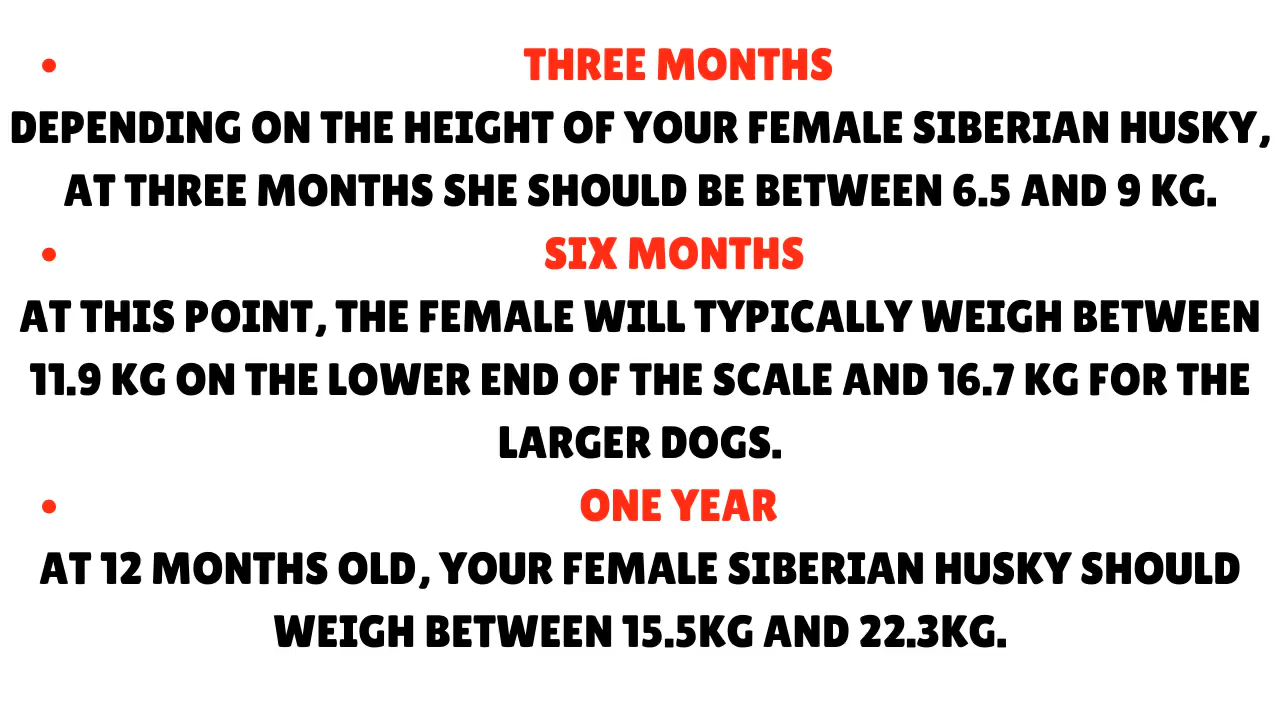 • THREE MONTHS
DEPENDING ON THE HEIGHT OF YOUR FEMALE SIBERIAN HUSKY,
AT THREE MONTHS SHE SHOULD BE BETWEEN 6.5 AND 9 KG.
• SIX MONTHS
AT THIS POINT, THE FEMALE WILL TYPICALLY WEIGH BETWEEN
11.9 KG ON THE LOWER END OF THE SCALE AND 16.7 KG FOR THE
LARGER DOGS.
• ONE YEAR
AT 12 MONTHS OLD, YOUR FEMALE SIBERIAN HUSKY SHOULD
WEIGH BETWEEN 15.5KG AND 22.3KG.